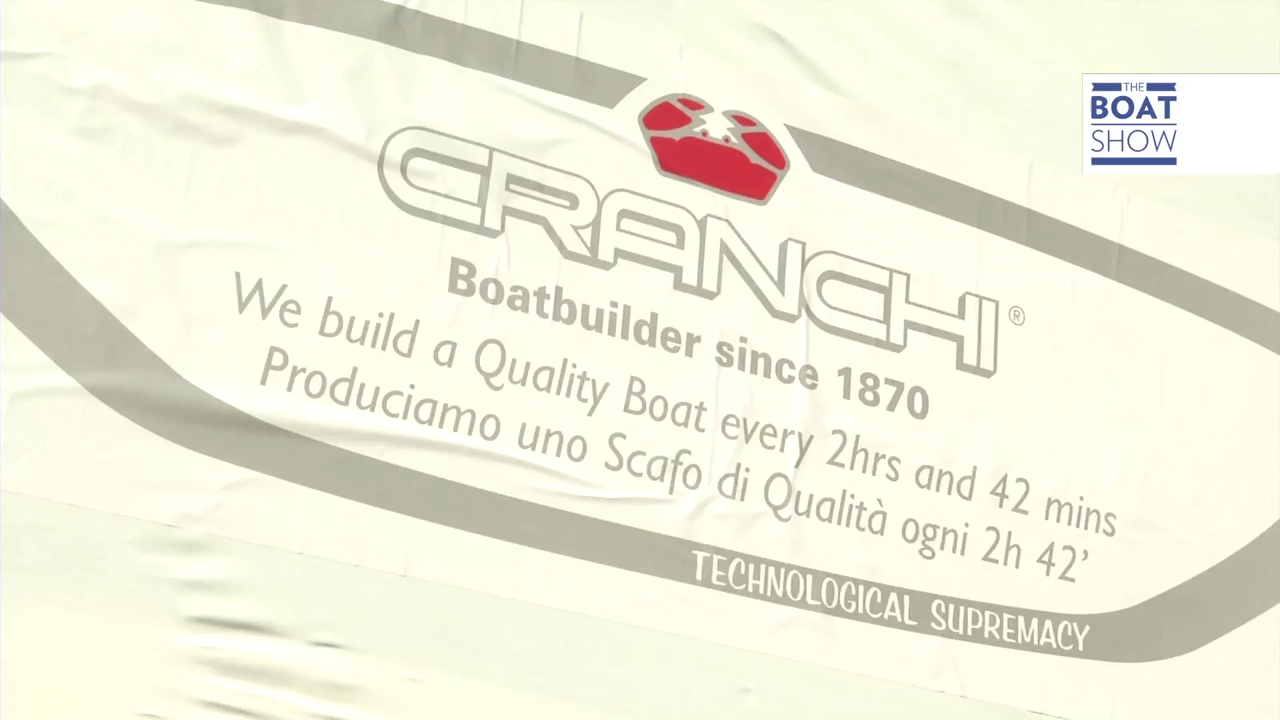 THE
BOAT
SHOW
CRANCHI®
Boatbuilder since 1870
We build a Quality Boat every 2hrs and 42 mins
Produciamo uno Scafo di Qualità ogni 2h 42’
TECHNOLOGICAL SUPREMACY